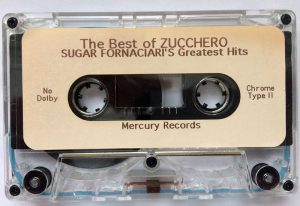 The Best of ZUCCHERO
SUGAR FORNACIARI'S Greatest Hits
No
Dolby
Chrome
Type II
Mercury Records